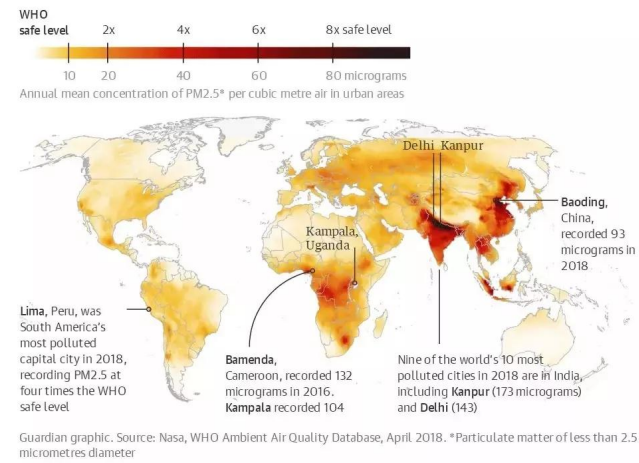 WHO
safe level 2x 4x 6x 8x safe level
10 20 40 60 80 micrograms
Annual mean concentration of PM2.5* per cubic metre air in urban areas
Delhi Kanpur
Kampala,
Uganda
Baoding,
China,
recorded 93
micrograms in
2018
Lima, Peru, was
South America's
most polluted
capital city in 2018,
recording PM2.5 at
four times the WHO
safe level
Bamenda,
Cameroon, recorded 132
micrograms in 2016.
Kampala recorded 104
Nine of the world's 10 most
polluted cities in 2018 are in India,
including Kanpur (173 micrograms)
and Delhi (143)
Guardian graphic. Source: Nasa, WHO Ambient Air Quality Database, April 2018. *Particulate matter of less than 2.5
micrometres diameter